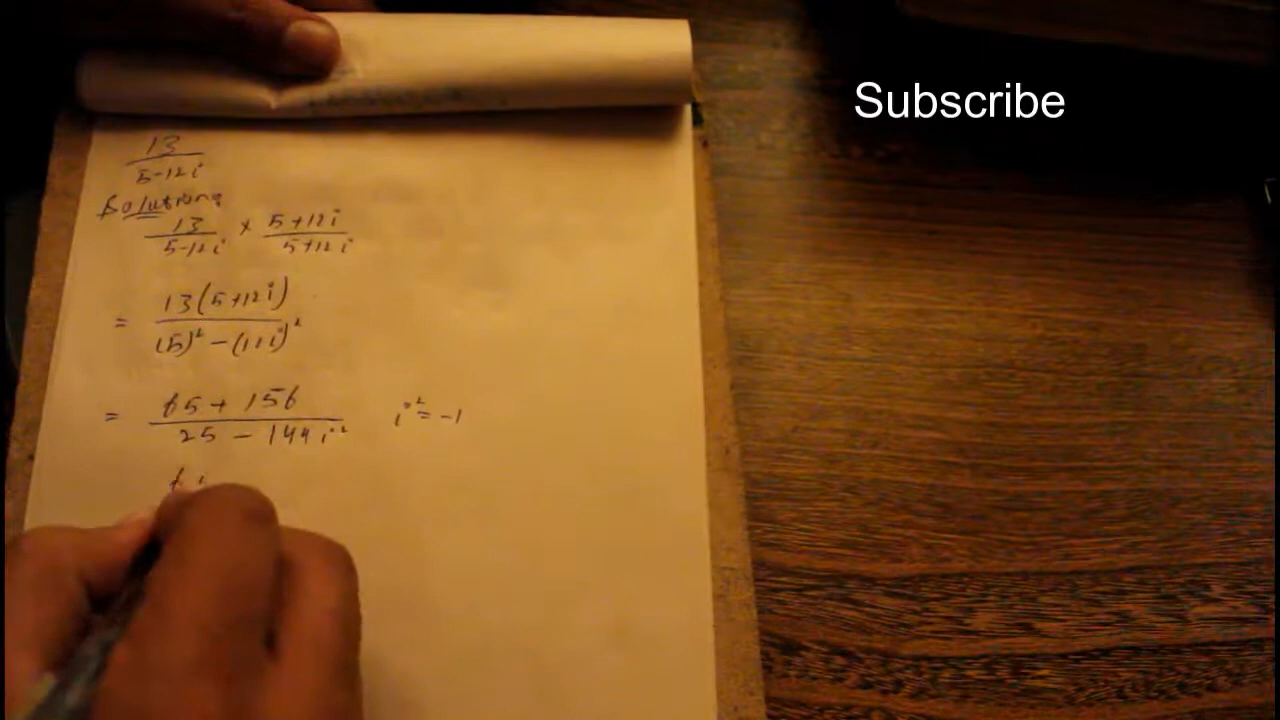 Subscribe
13
5-12i
Solution
13 × 5+12i
5-12i 5+12i
= 13(5+12i)
(5)² - (12i)²
= 65 + 156
25 - 144i² i² = -1
6